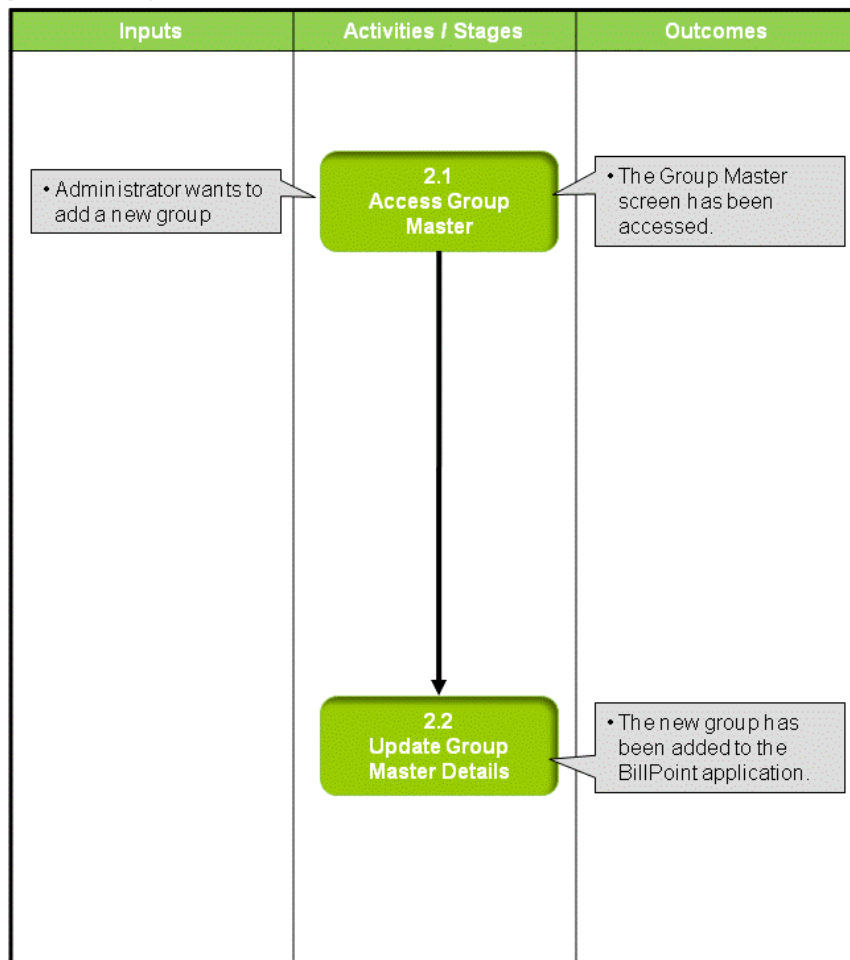 Inputs
Activities / Stages
Outcomes
• Administrator wants to
add a new group
2.1
Access Group
Master
• The Group Master
screen has been
accessed.
2.2
Update Group
Master Details
• The new group has
been added to the
BillPoint application.